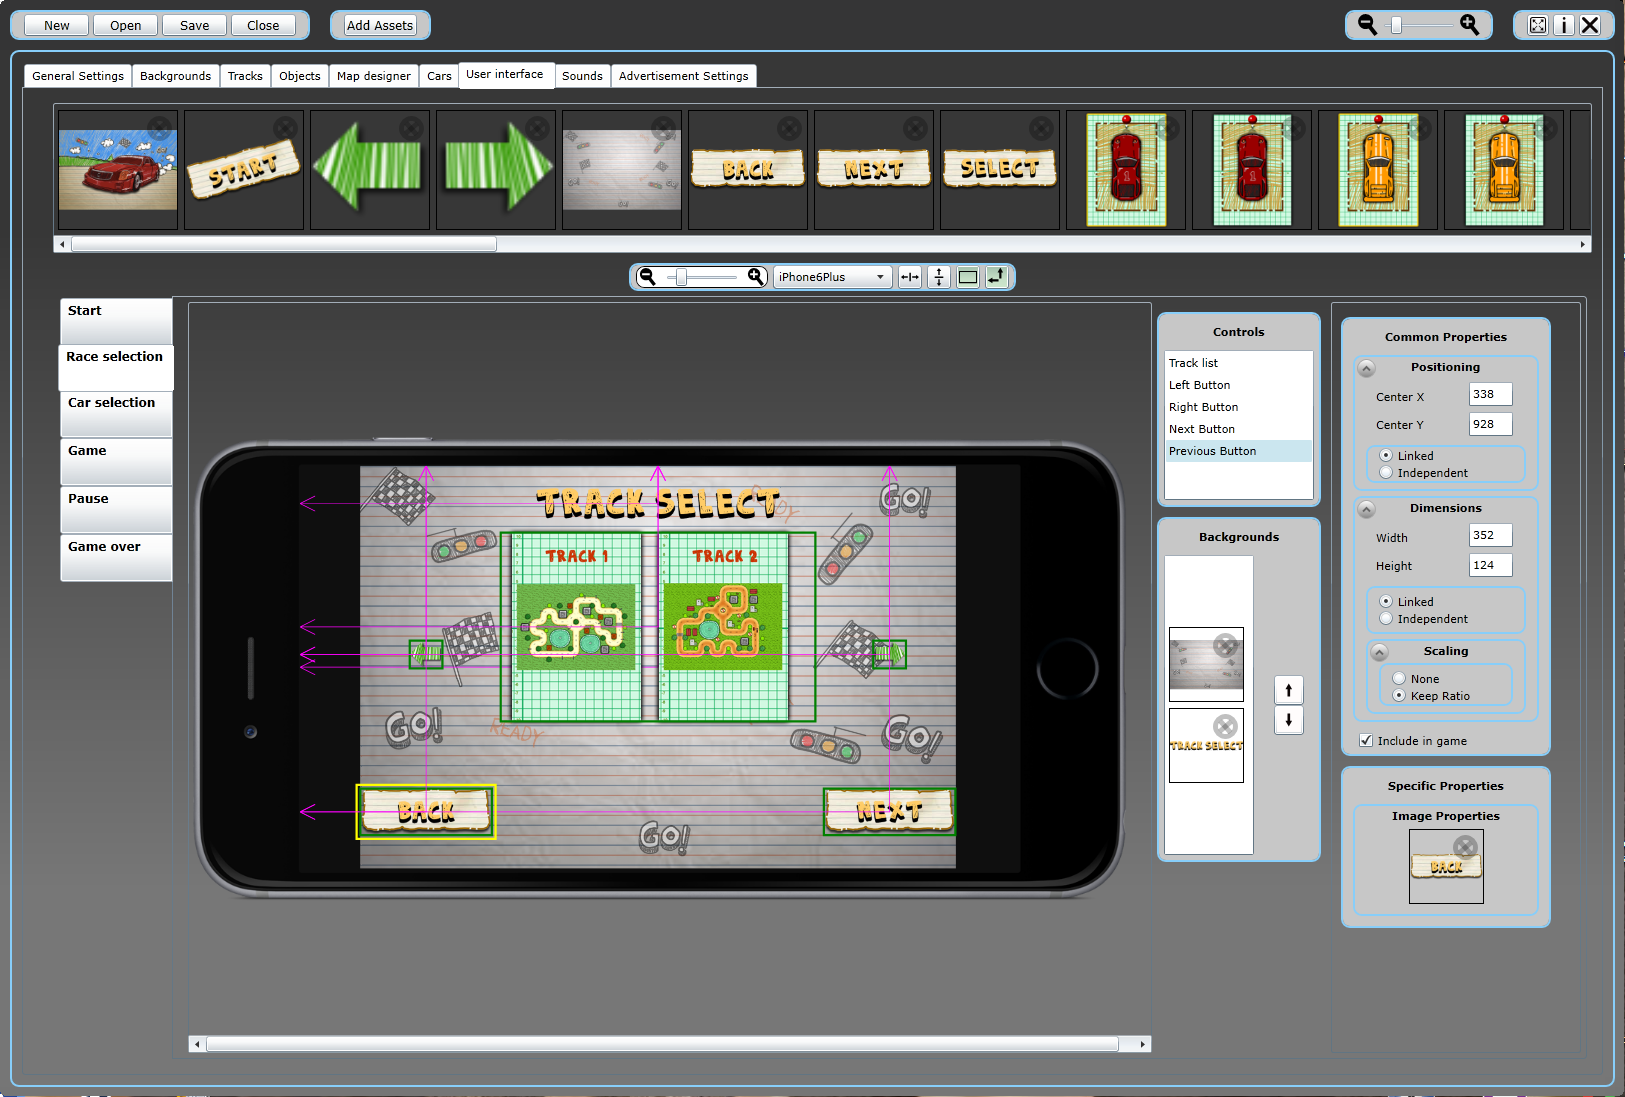 New Open Save Close Add Assets
General Settings Backgrounds Tracks Objects Map designer Cars User interface Sounds Advertisement Settings
START BACK NEXT SELECT
1 1
iPhone6Plus
Start
Race selection
Car selection
Game
Pause
Game over
TRACK SELECT
READY
GO!
TRACK 1 TRACK 2
GO!
READY
GO!
BACK
GO!
NEXT
Controls
Track list
Left Button
Right Button
Next Button
Previous Button
Backgrounds
TRACK SELECT
Common Properties
Positioning
Center X 338
Center Y 928
Linked
Independent
Dimensions
Width 352
Height 124
Linked
Independent
Scaling
None
Keep Ratio
Include in game
Specific Properties
Image Properties
BACK